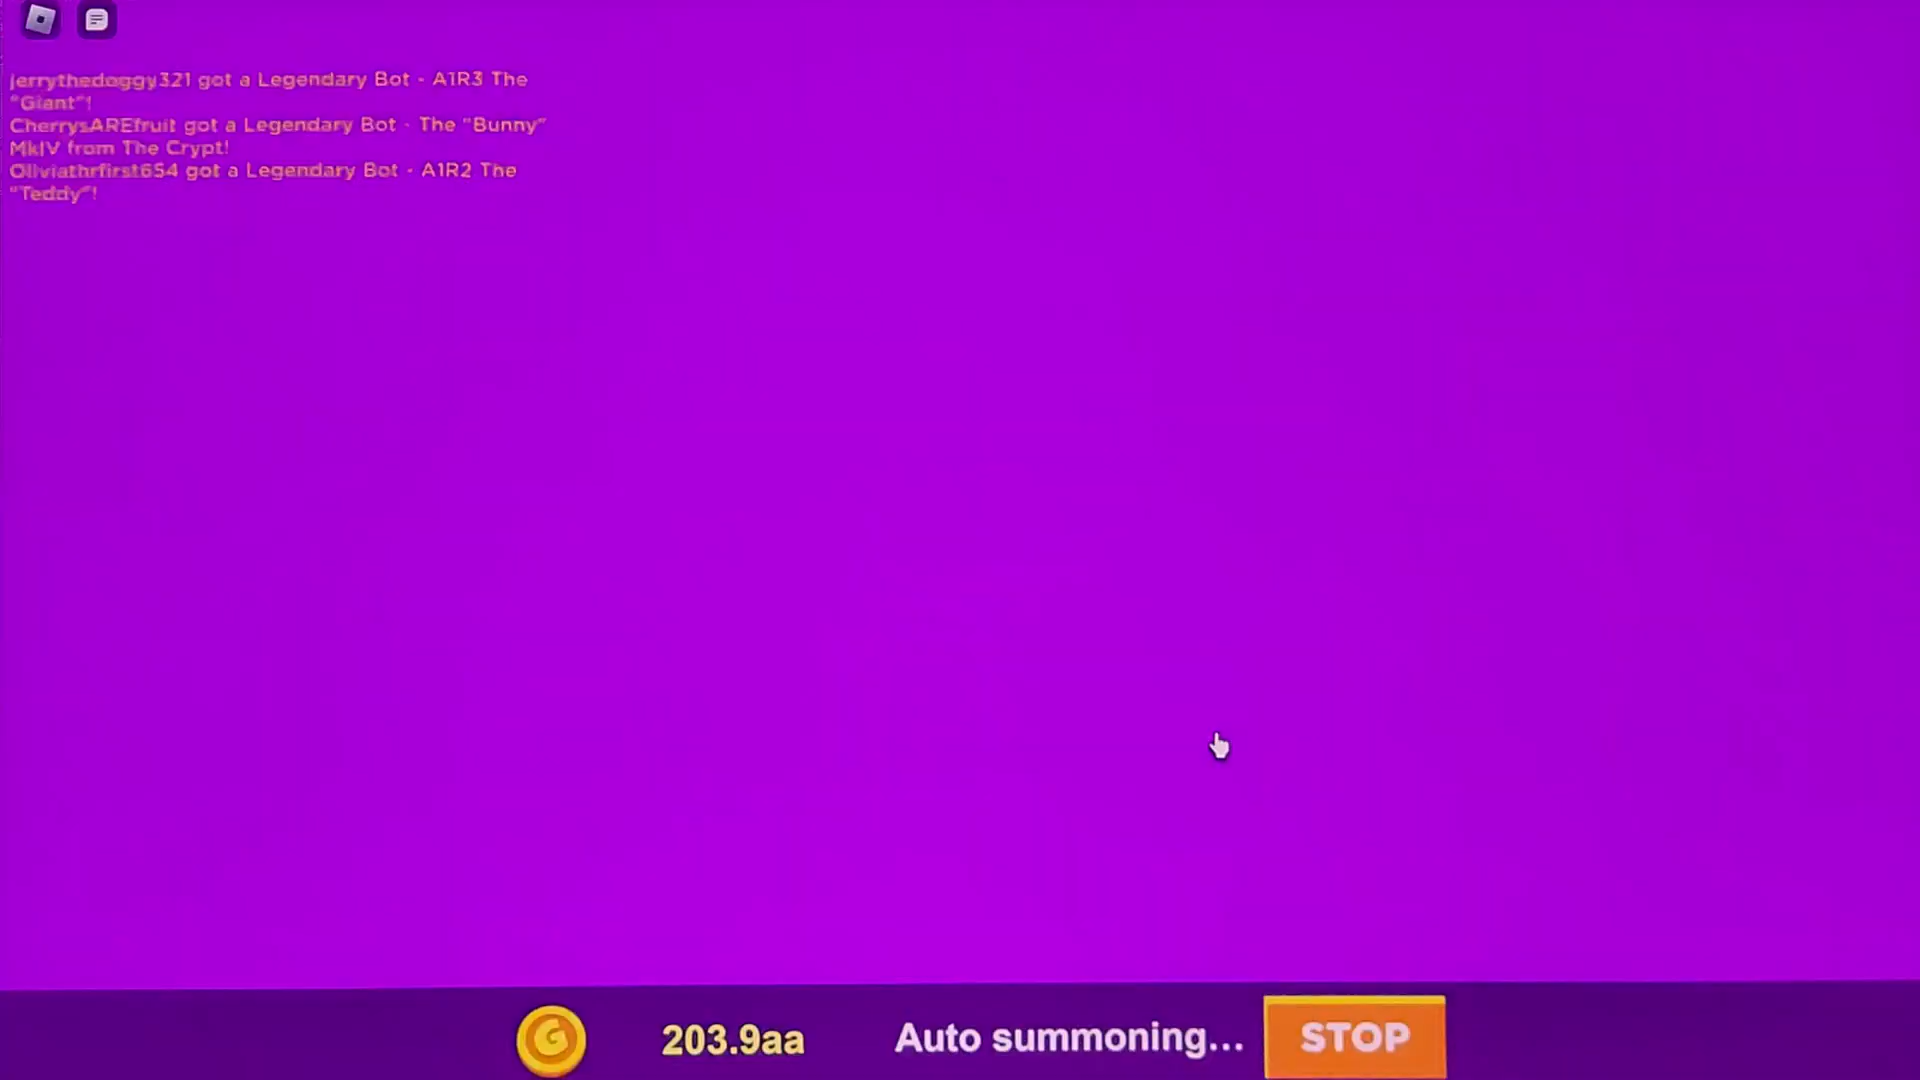 jerrythedoggy321 got a Legendary Bot - A1R3 The
"Giant"!
CherrysAREfruit got a Legendary Bot - The "Bunny"
MkIV from The Crypt!
Oliviathrfirst654 got a Legendary Bot - A1R2 The
"Teddy"!
203.9aa
Auto summoning...
STOP